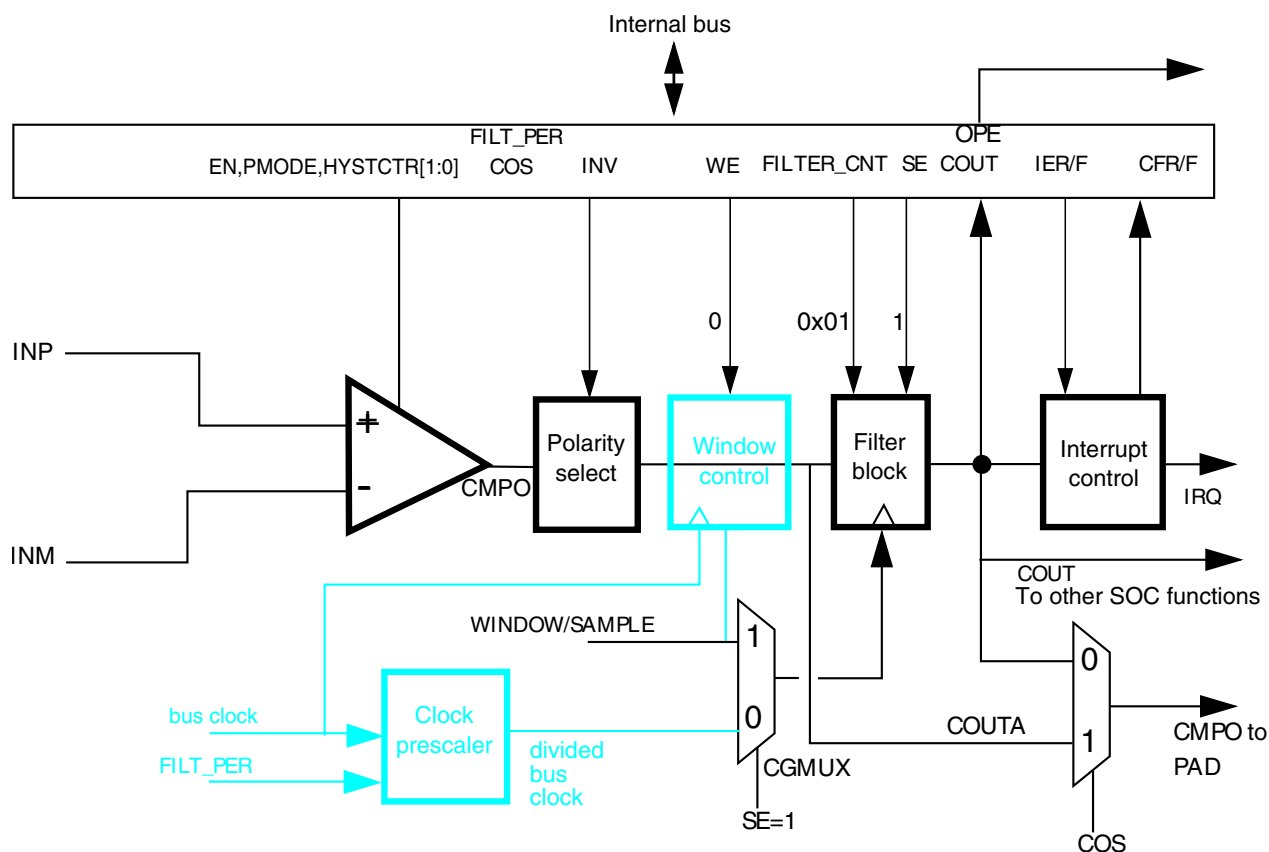 Internal bus
FILT_PER
OPE
EN,PMODE,HYSTCTR[1:0]
COS
INV
WE
FILTER_CNT
SE
COUT
IER/F
CFR/F
0
0x01
1
INP
+
-
INM
CMPO
Polarity
select
Window
control
Filter
block
Interrupt
control
IRQ
COUT
To other SOC functions
WINDOW/SAMPLE
1
0
CGMUX
SE=1
bus clock
FILT_PER
Clock
prescaler
divided
bus
clock
COUTA
0
1
CMPO to
PAD
COS